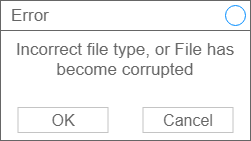 Error
Incorrect file type, or File has
become corrupted
OK
Cancel